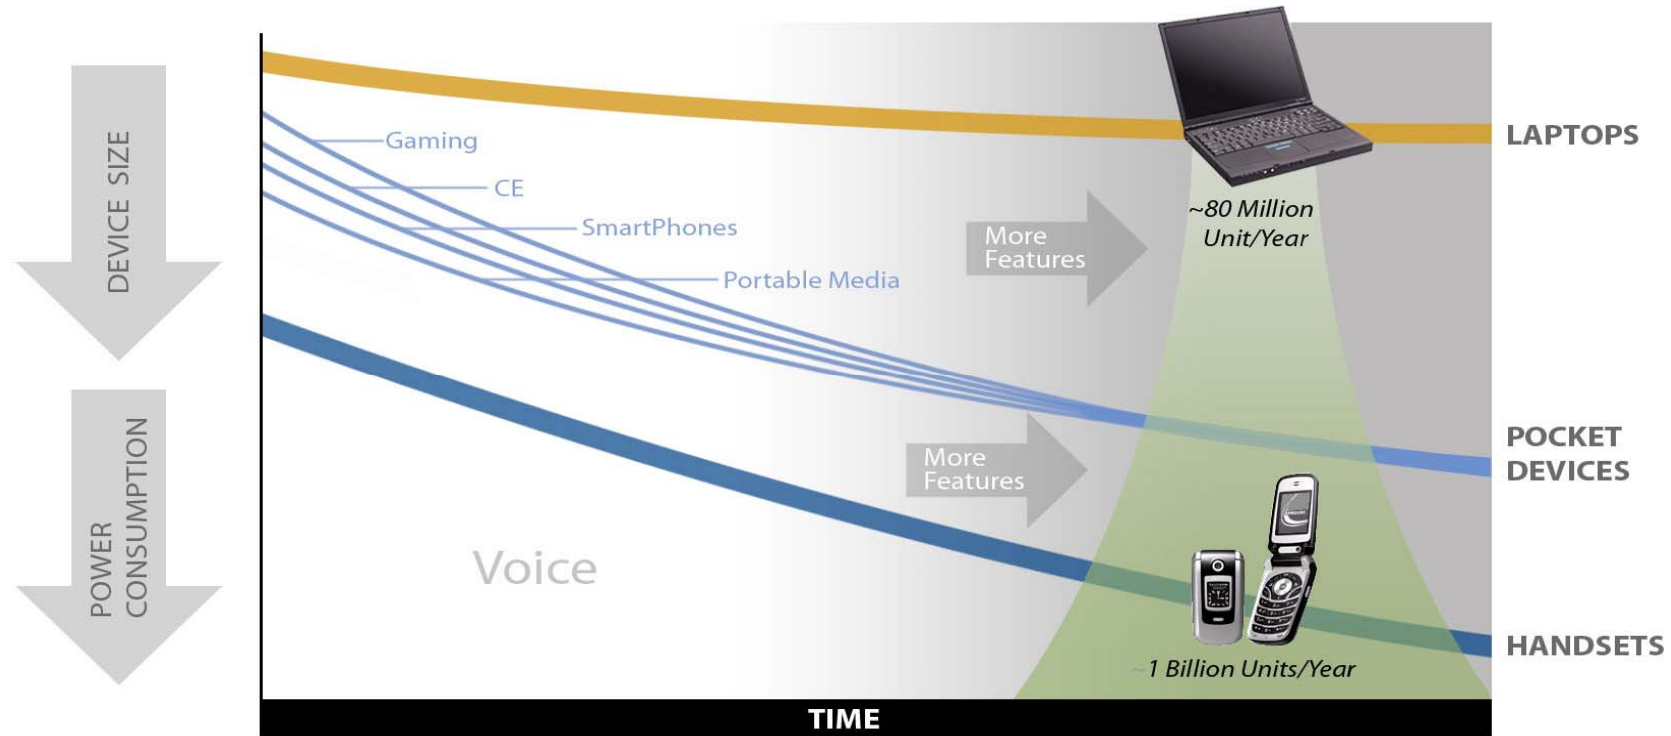 DEVICE SIZE
POWER
CONSUMPTION
Gaming
CE
SmartPhones
Portable Media
More
Features
More
Features
Voice
~80 Million
Unit/Year
~1 Billion Units/Year
LAPTOPS
POCKET
DEVICES
HANDSETS
TIME